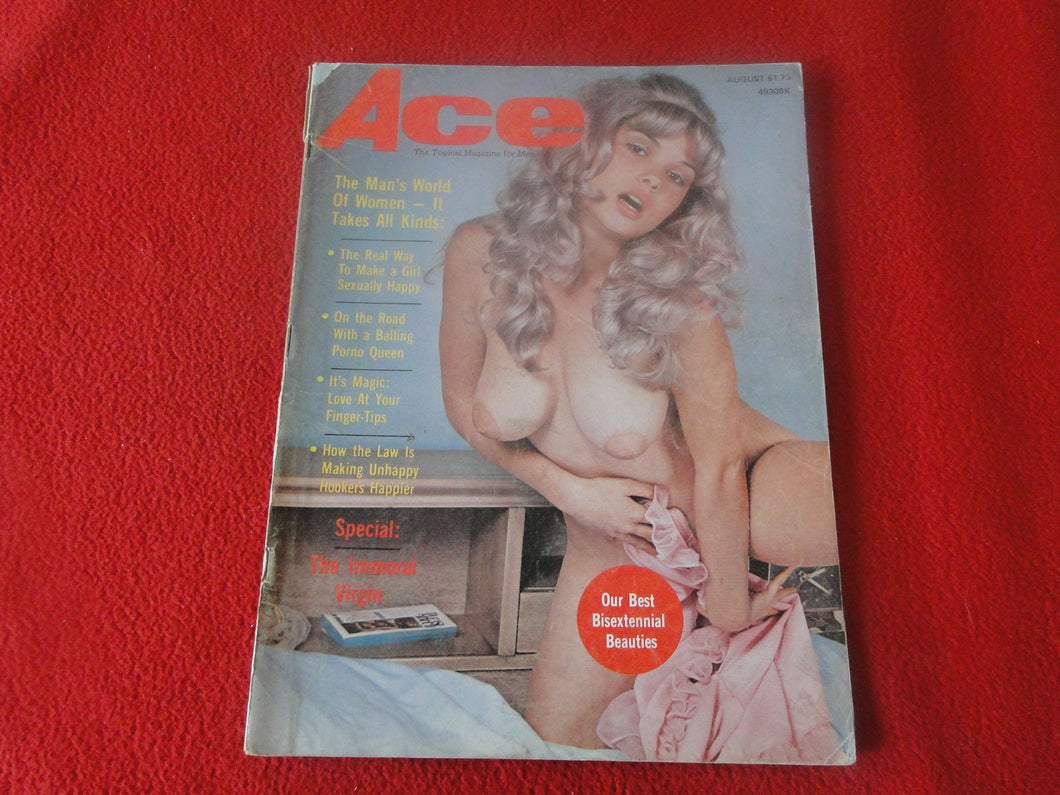 Ace
AUGUST $1.75
49308K
The Topical Magazine for Men
The Man's World
Of Women – It
Takes All Kinds:
• The Real Way
To Make a Girl
Sexually Happy
• On the Road
With a Balling
Porno Queen
• It's Magic:
Love At Your
Finger-Tips
• How the Law Is
Making Unhappy
Hookers Happier
Special:
The Immoral
Virgin
Our Best
Bisextennial
Beauties